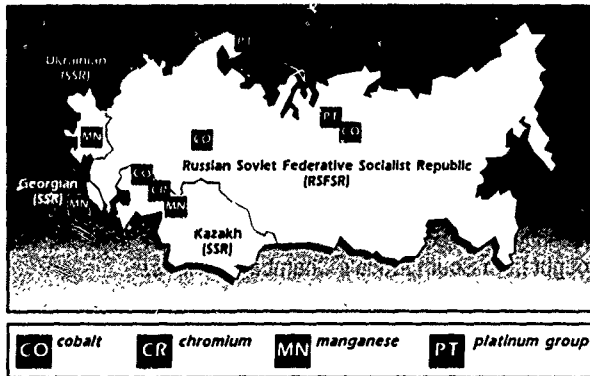 PT
Ukrainian
(SSR)
PT
CO
MN
CO
Russian Soviet Federative Socialist Republic
(RSFSR)
CO
Georgian
(SSR)
CR
MN
MN
Kazakh
(SSR)
CO cobalt CR chromium MN manganese PT platinum group